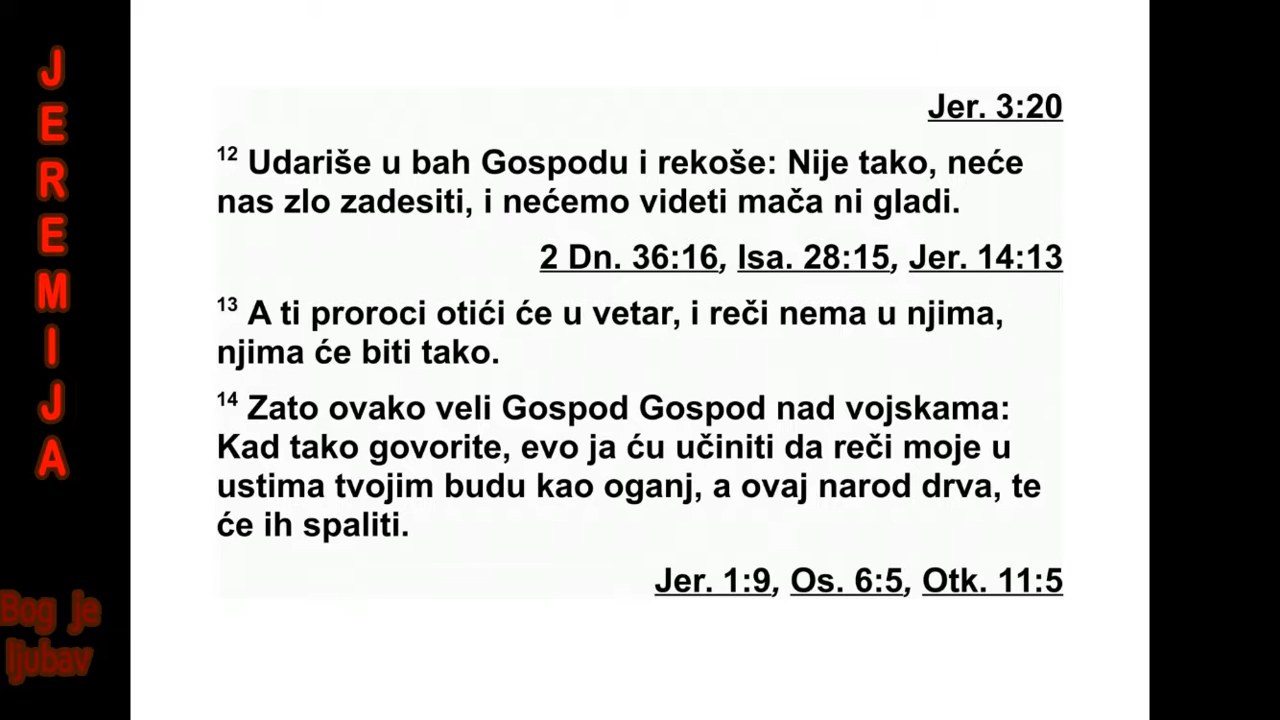 J
E
R
E
M
I
J
A
Bog je
ljubav
Jer. 3:20
12 Udariše u bah Gospodu i rekoše: Nije tako, neće
nas zlo zadesiti, i nećemo videti mača ni gladi.
2 Dn. 36:16, Isa. 28:15, Jer. 14:13
13 A ti proroci otići će u vetar, i reči nema u njima,
njima će biti tako.
14 Zato ovako veli Gospod Gospod nad vojskama:
Kad tako govorite, evo ja ću učiniti da reči moje u
ustima tvojim budu kao oganj, a ovaj narod drva, te
će ih spaliti.
Jer. 1:9, Os. 6:5, Otk. 11:5